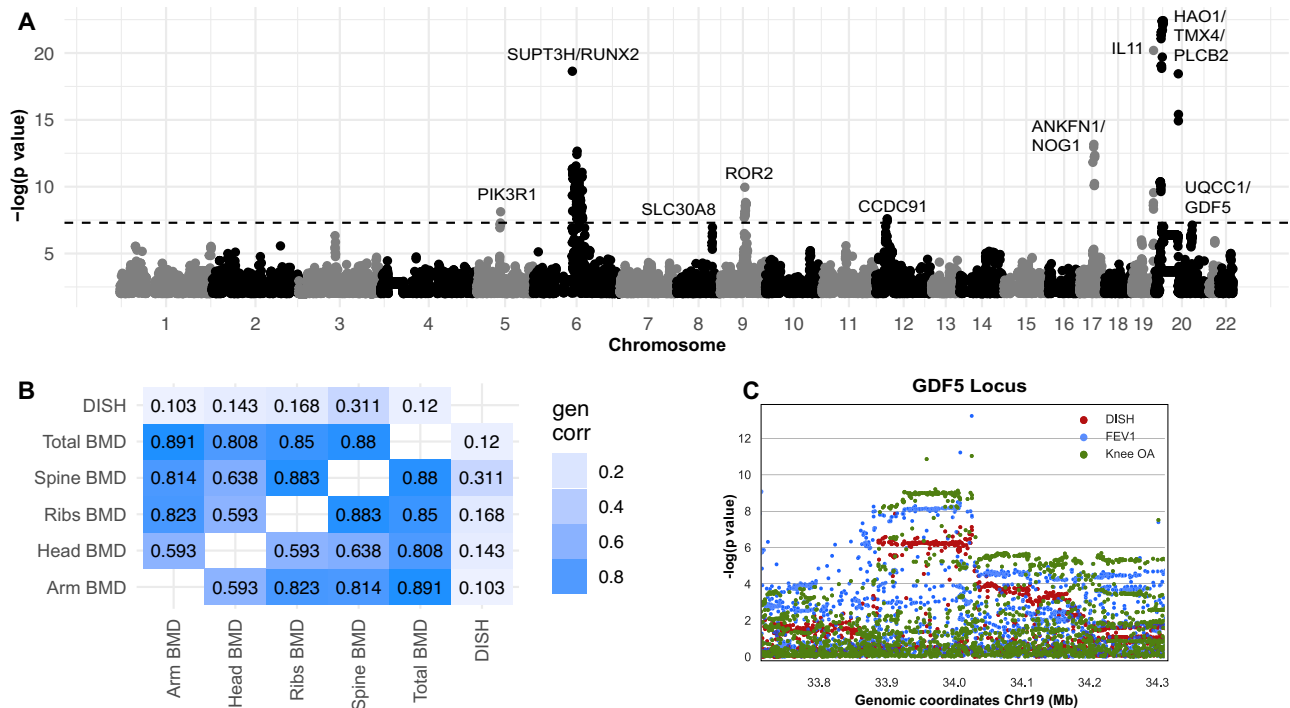 A
−log(p value)
20
15
10
5
SUPT3H/RUNX2
PIK3R1
SLC30A8
ROR2
CCDC91
ANKFN1/
NOG1
IL11
HAO1/
TMX4/
PLCB2
UQCC1/
GDF5
1 2 3 4 5 6 7 8 9 10 11 12 13 14 15 16 17 18 19 20 22
Chromosome
B
DISH 0.103 0.143 0.168 0.311 0.12
Total BMD 0.891 0.808 0.85 0.88 0.12
Spine BMD 0.814 0.638 0.883 0.88 0.311
Ribs BMD 0.823 0.593 0.883 0.85 0.168
Head BMD 0.593 0.593 0.638 0.808 0.143
Arm BMD 0.593 0.823 0.814 0.891 0.103
Arm BMD
Head BMD
Ribs BMD
Spine BMD
Total BMD
DISH
gen
corr
0.2
0.4
0.6
0.8
C
GDF5 Locus
DISH
FEV1
Knee OA
-log(p value)
12
10
8
6
4
2
0
33.8 33.9 34.0 34.1 34.2 34.3
Genomic coordinates Chr19 (Mb)